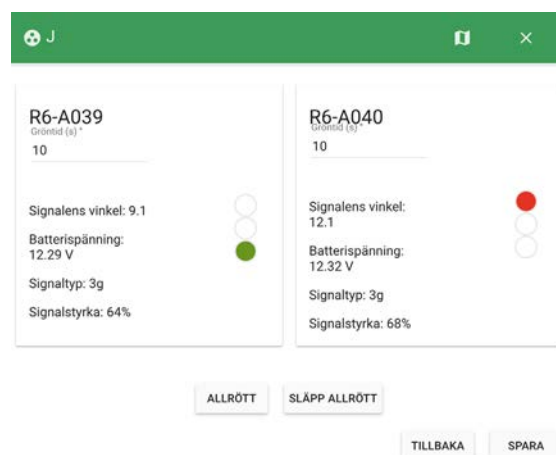 J
R6-A039
Gröntid (s) *
10
Signalens vinkel: 9.1
Batterispänning:
12.29 V
Signaltyp: 3g
Signalstyrka: 64%
R6-A040
Gröntid (s) *
10
Signalens vinkel:
12.1
Batterispänning:
12.32 V
Signaltyp: 3g
Signalstyrka: 68%
ALLRÖTT SLÄPP ALLRÖTT
TILLBAKA SPARA